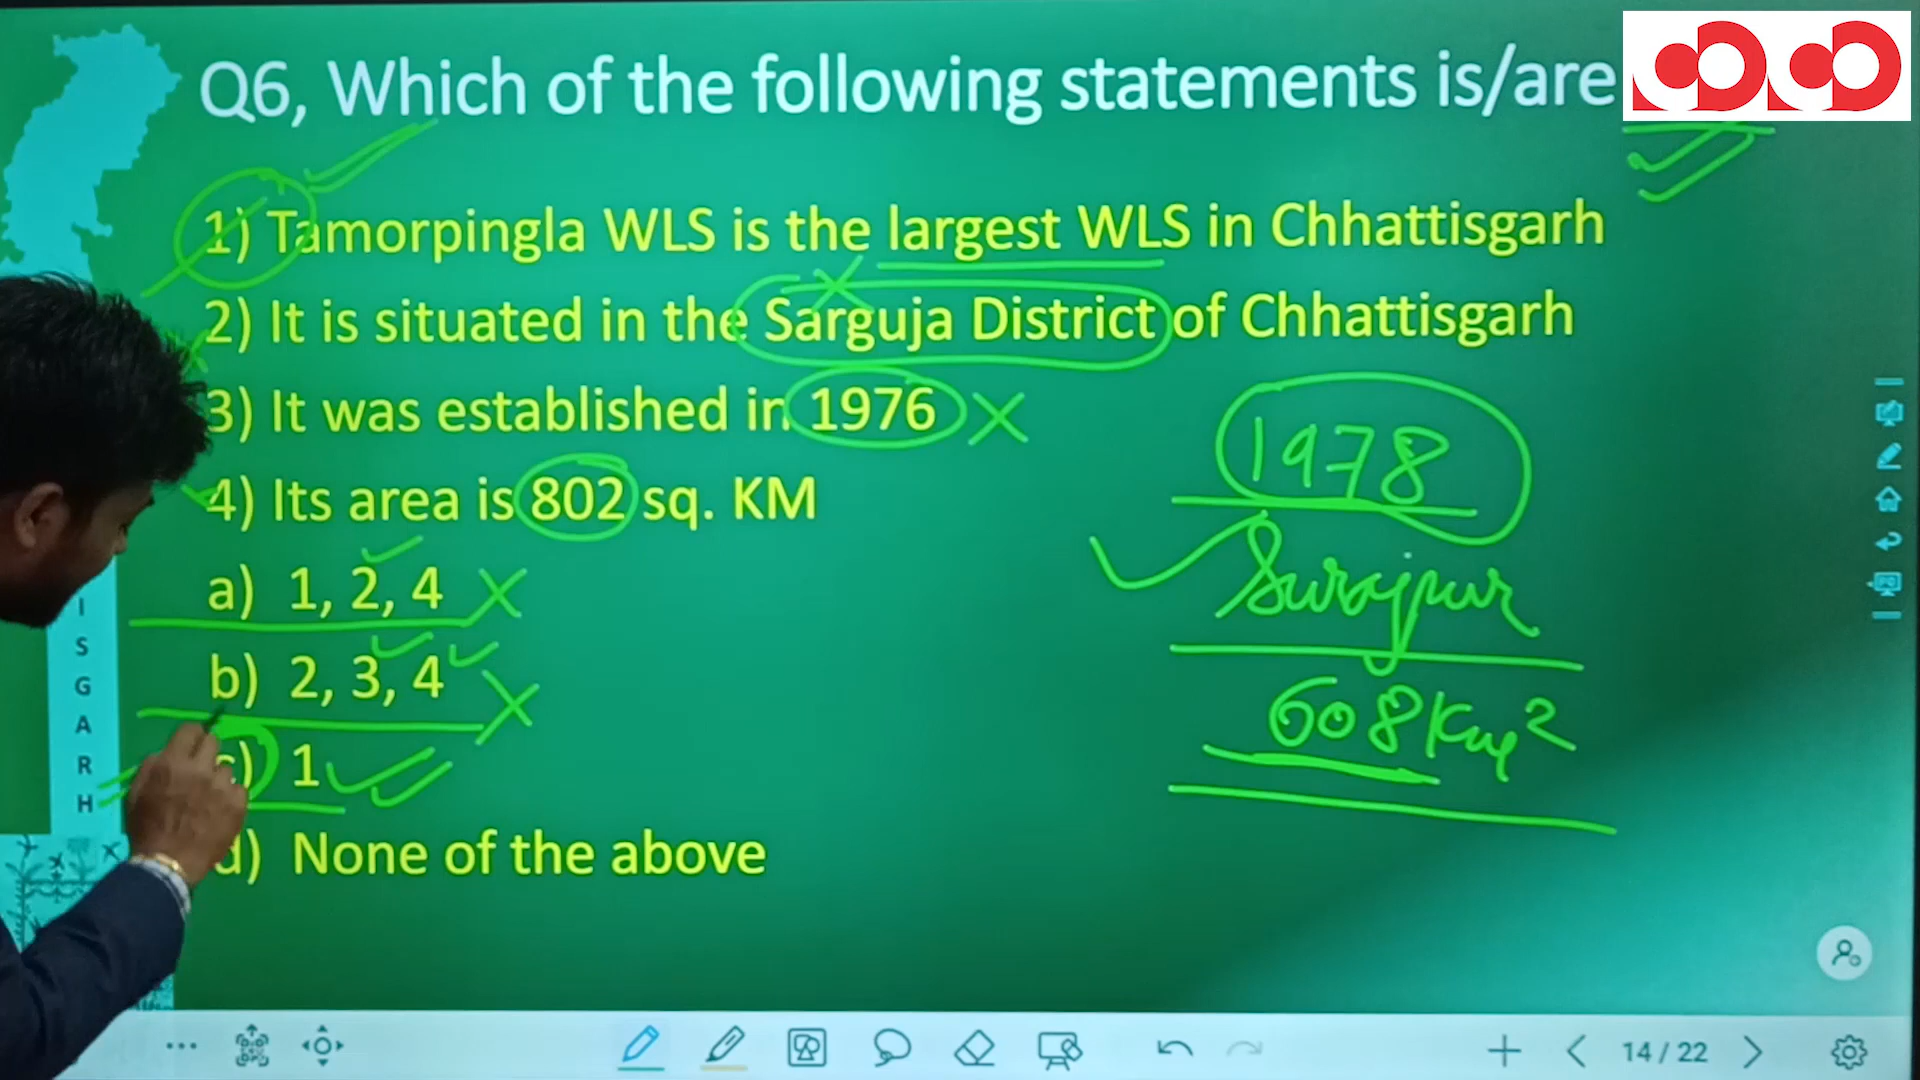 Q6, Which of the following statements is/are
1) Tamorpingla WLS is the largest WLS in Chhattisgarh
2) It is situated in the Sarguja District of Chhattisgarh
3) It was established in 1976
4) Its area is 802 sq. KM
1978
Surajpur
608 Km²
a) 1, 2, 4
b) 2, 3, 4
c) 1
d) None of the above
I
S
G
A
R
H
14 / 22